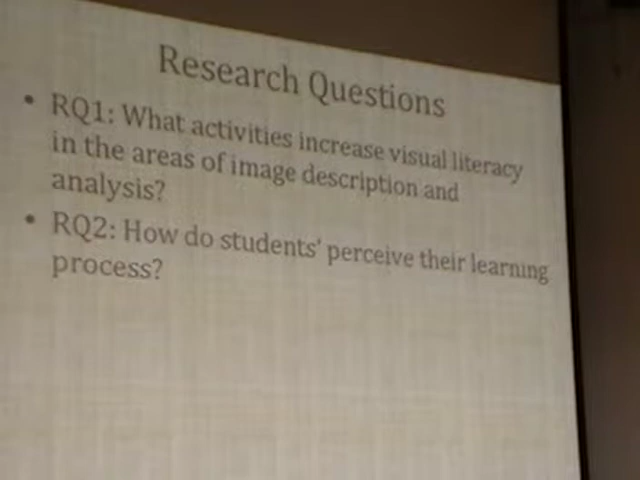 Research Questions
• RQ1: What activities increase visual literacy
in the areas of image description and
analysis?
• RQ2: How do students' perceive their learning
process?